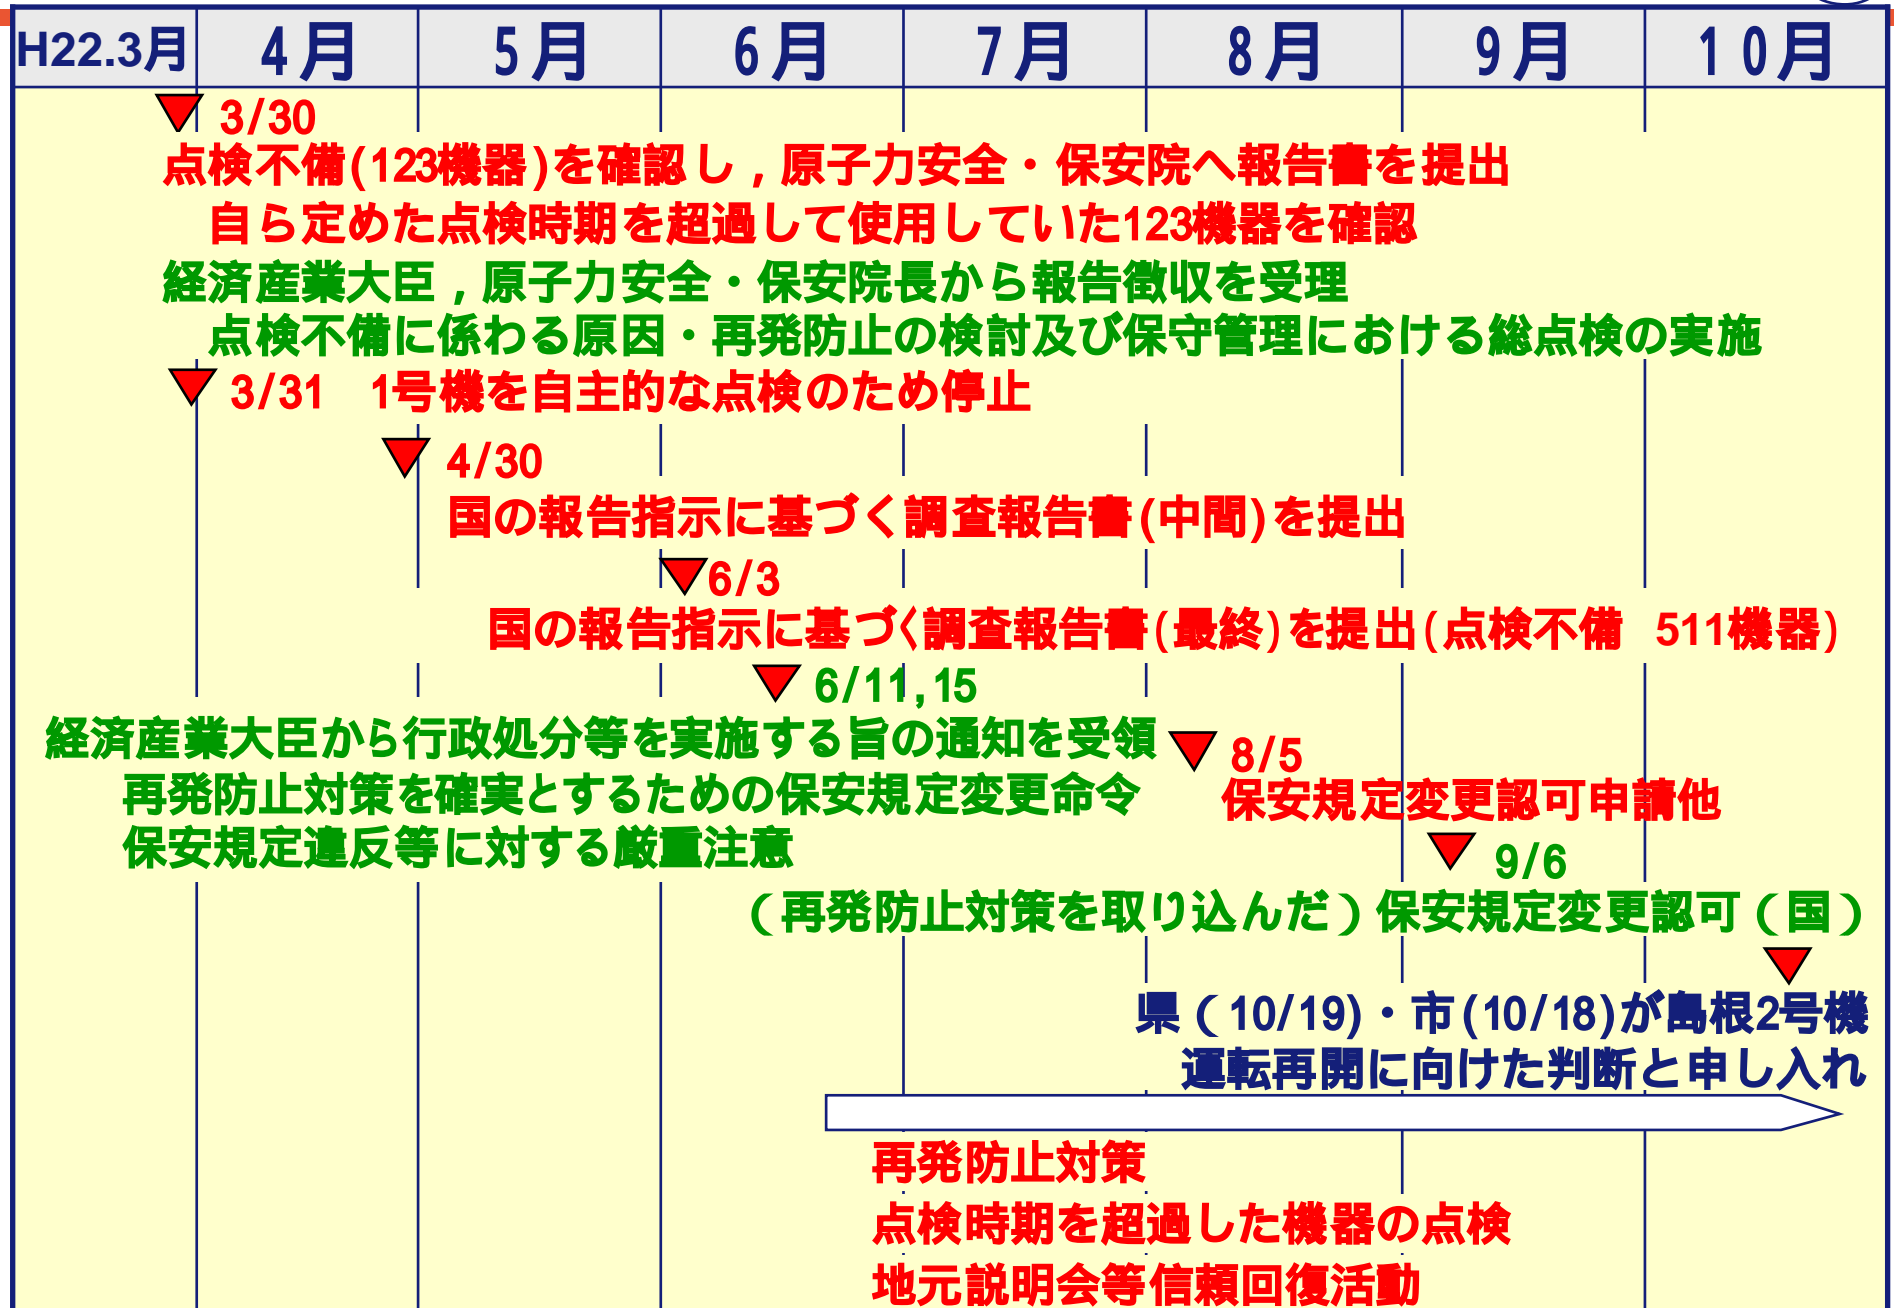 H22.3月 4月 5月 6月 7月 8月 9月 10月
3/30
点検不備(123機器)を確認し,原子力安全・保安院へ報告書を提出
自ら定めた点検時期を超過して使用していた123機器を確認
経済産業大臣,原子力安全・保安院長から報告徴収を受理
点検不備に係わる原因・再発防止の検討及び保守管理における総点検の実施
3/31 1号機を自主的な点検のため停止
4/30
国の報告指示に基づく調査報告書(中間)を提出
6/3
国の報告指示に基づく調査報告書(最終)を提出(点検不備 511機器)
6/11,15
経済産業大臣から行政処分等を実施する旨の通知を受領
再発防止対策を確実とするための保安規定変更命令
保安規定違反等に対する厳重注意
8/5
保安規定変更認可申請他
9/6
(再発防止対策を取り込んだ)保安規定変更認可(国)
県(10/19)・市(10/18)が島根2号機
運転再開に向けた判断と申し入れ
再発防止対策
点検時期を超過した機器の点検
地元説明会等信頼回復活動